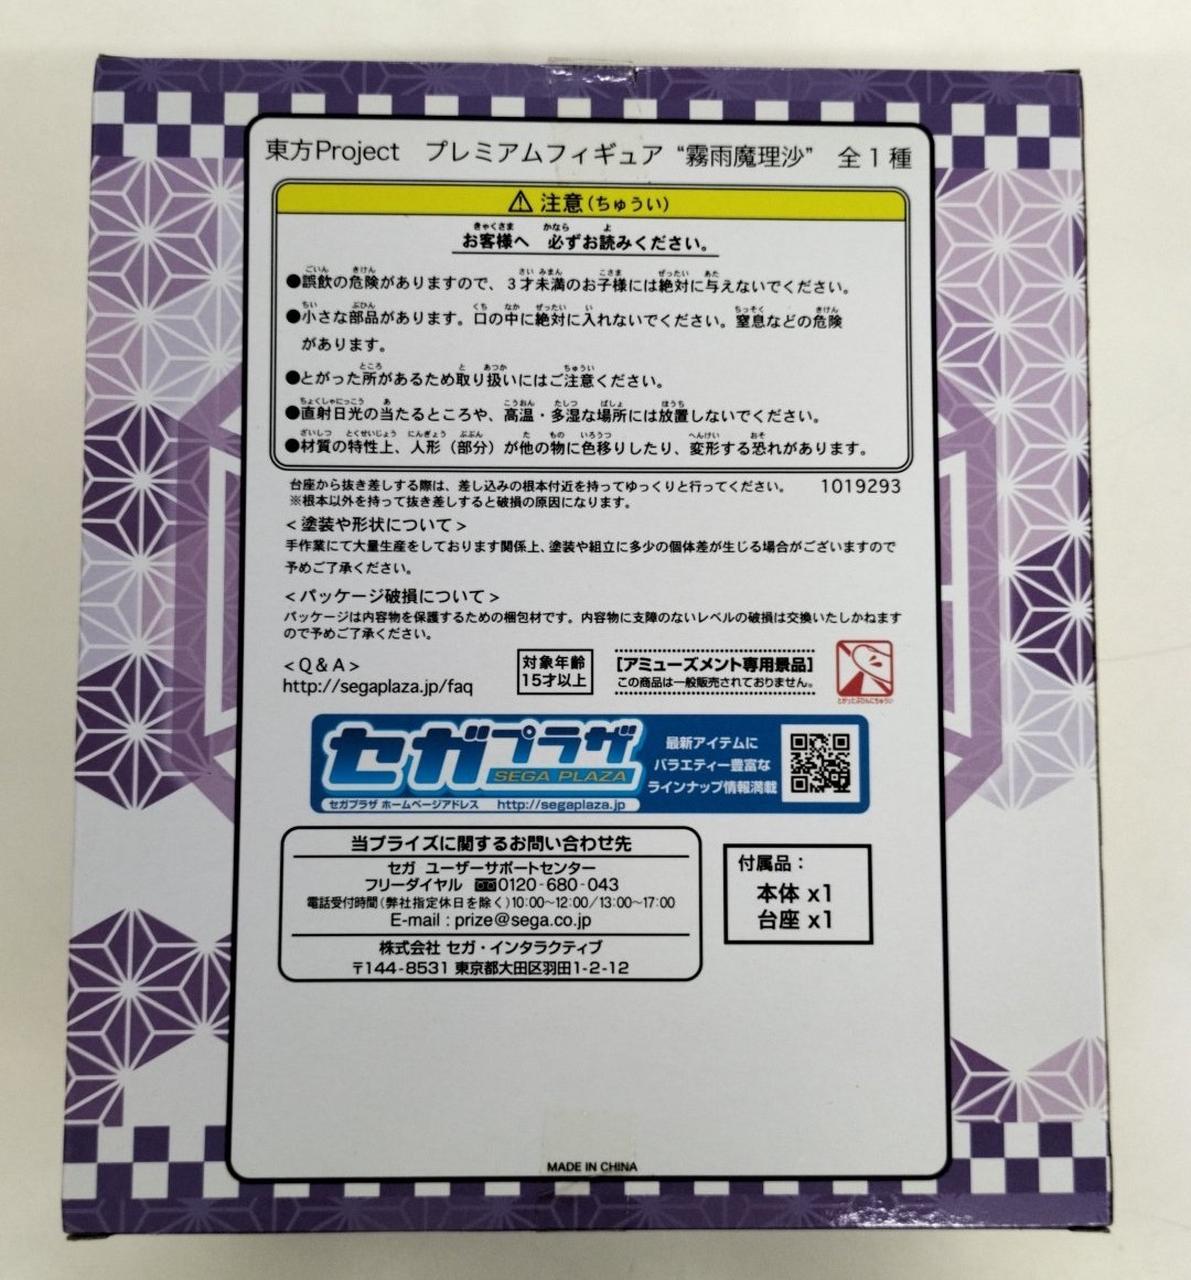 東方Project プレミアムフィギュア "霧雨魔理沙" 全1種
⚠注意(ちゅうい)
お客様へ 必ずお読みください。
●誤飲の危険がありますので、3才未満のお子様には絶対に与えないでください。
●小さな部品があります。口の中に絶対に入れないでください。窒息などの危険
があります。
●とがった所があるため取り扱いにはご注意ください。
●直射日光の当たるところや、高温・多湿な場所には放置しないでください。
●材質の特性上、人形(部分)が他の物に色移りしたり、変形する恐れがあります。
台座から抜き差しする際は、差し込みの根本付近を持ってゆっくりと行ってください。 1019293
※根本以外を持って抜き差しすると破損の原因になります。
<塗装や形状について>
手作業にて大量生産をしております関係上、塗装や組立に多少の個体差が生じる場合がございますので
予めご了承ください。
<パッケージ破損について>
パッケージは内容物を保護するための梱包材です。内容物に支障のないレベルの破損は交換いたしかねます
ので予めご了承ください。
<Q&A>
http://segaplaza.jp/faq
対象年齢
15才以上
[アミューズメント専用景品]
この商品は一般販売されておりません。
とがったぶひんにちゅうい
セガプラザ
SEGA PLAZA
セガプラザ ホームページアドレス http://segaplaza.jp
最新アイテムに
バラエティー豊富な
ラインナップ情報満載
当プライズに関するお問い合わせ先
セガ ユーザーサポートセンター
フリーダイヤル 0120-680-043
電話受付時間(弊社指定休日を除く)10:00~12:00/13:00~17:00
E-mail : prize@sega.co.jp
株式会社 セガ・インタラクティブ
〒144-8531 東京都大田区羽田1-2-12
付属品:
本体 x1
台座 x1
MADE IN CHINA